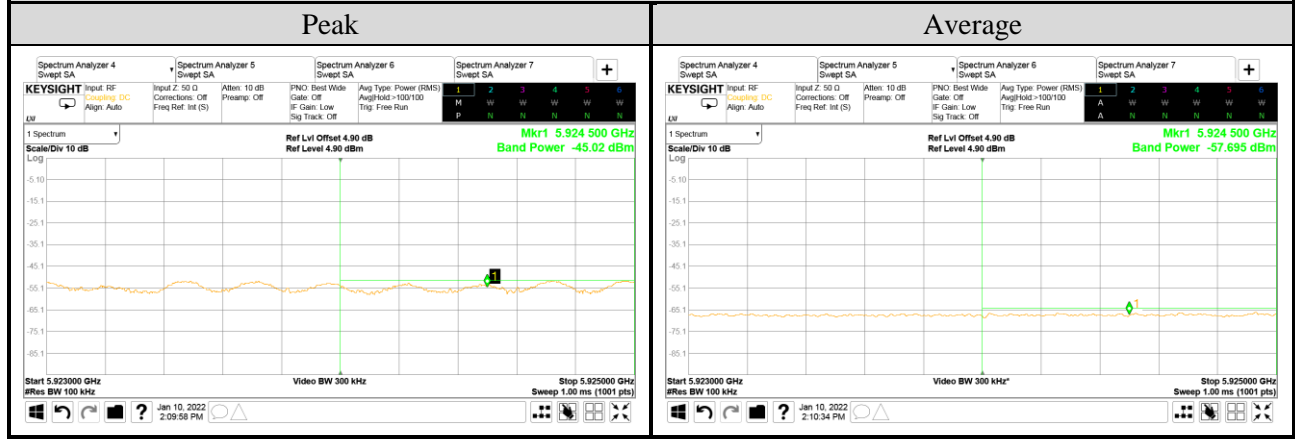 Peak
Average
Spectrum Analyzer 4
Swept SA
Spectrum Analyzer 5
Swept SA
Spectrum Analyzer 6
Swept SA
Spectrum Analyzer 7
Swept SA
+
KEYSIGHT
Input: RF
Coupling: DC
Align: Auto
Input Z: 50 Ω
Corrections: Off
Freq Ref: Int (S)
Atten: 10 dB
Preamp: Off
PNO: Best Wide
Gate: Off
IF Gain: Low
Sig Track: Off
Avg Type: Power (RMS)
Avg|Hold:>100/100
Trig: Free Run
1 2 3 4 5 6
M W W W W W
P N N N N N
LXI
1 Spectrum
Scale/Div 10 dB
Log
Ref Lvl Offset 4.90 dB
Ref Level 4.90 dBm
Mkr1 5.924 500 GHz
Band Power -45.02 dBm
-5.10
-15.1
-25.1
-35.1
-45.1
-55.1
-65.1
-75.1
-85.1
1
Start 5.923000 GHz
#Res BW 100 kHz
Video BW 300 kHz
Stop 5.925000 GHz
Sweep 1.00 ms (1001 pts)
?
Jan 10, 2022
2:09:58 PM
Spectrum Analyzer 4
Swept SA
Spectrum Analyzer 5
Swept SA
Spectrum Analyzer 6
Swept SA
Spectrum Analyzer 7
Swept SA
+
KEYSIGHT
Input: RF
Coupling: DC
Align: Auto
Input Z: 50 Ω
Corrections: Off
Freq Ref: Int (S)
Atten: 10 dB
Preamp: Off
PNO: Best Wide
Gate: Off
IF Gain: Low
Sig Track: Off
Avg Type: Power (RMS)
Avg|Hold:>100/100
Trig: Free Run
1 2 3 4 5 6
A W W W W W
A N N N N N
LXI
1 Spectrum
Scale/Div 10 dB
Log
Ref Lvl Offset 4.90 dB
Ref Level 4.90 dBm
Mkr1 5.924 500 GHz
Band Power -57.695 dBm
-5.10
-15.1
-25.1
-35.1
-45.1
-55.1
-65.1
-75.1
-85.1
1
Start 5.923000 GHz
#Res BW 100 kHz
Video BW 300 kHz*
Stop 5.925000 GHz
Sweep 1.00 ms (1001 pts)
?
Jan 10, 2022
2:10:34 PM